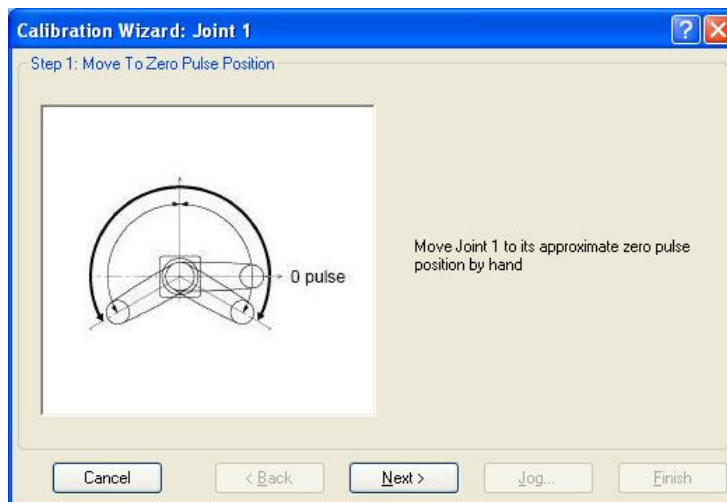 Calibration Wizard: Joint 1
Step 1: Move To Zero Pulse Position
0 pulse
Move Joint 1 to its approximate zero pulse
position by hand
Cancel
< Back
Next >
Jog...
Finish